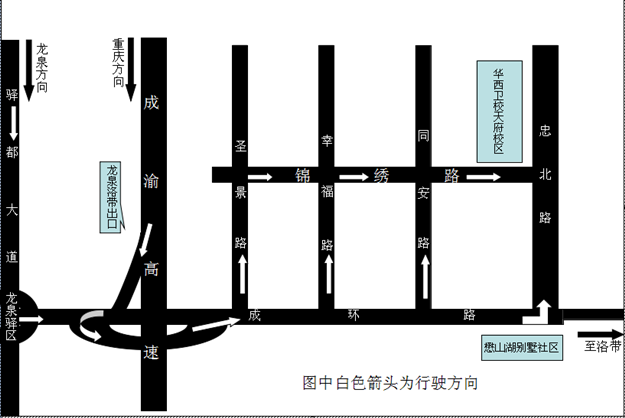 龙泉方向
重庆方向
驿都大道
成渝高速
龙泉洛带出口
龙泉驿区
圣景路
幸福路
同安路
忠北路
华西卫校天府校区
锦绣路
成环路
懋山湖别墅社区
至洛带
图中白色箭头为行驶方向